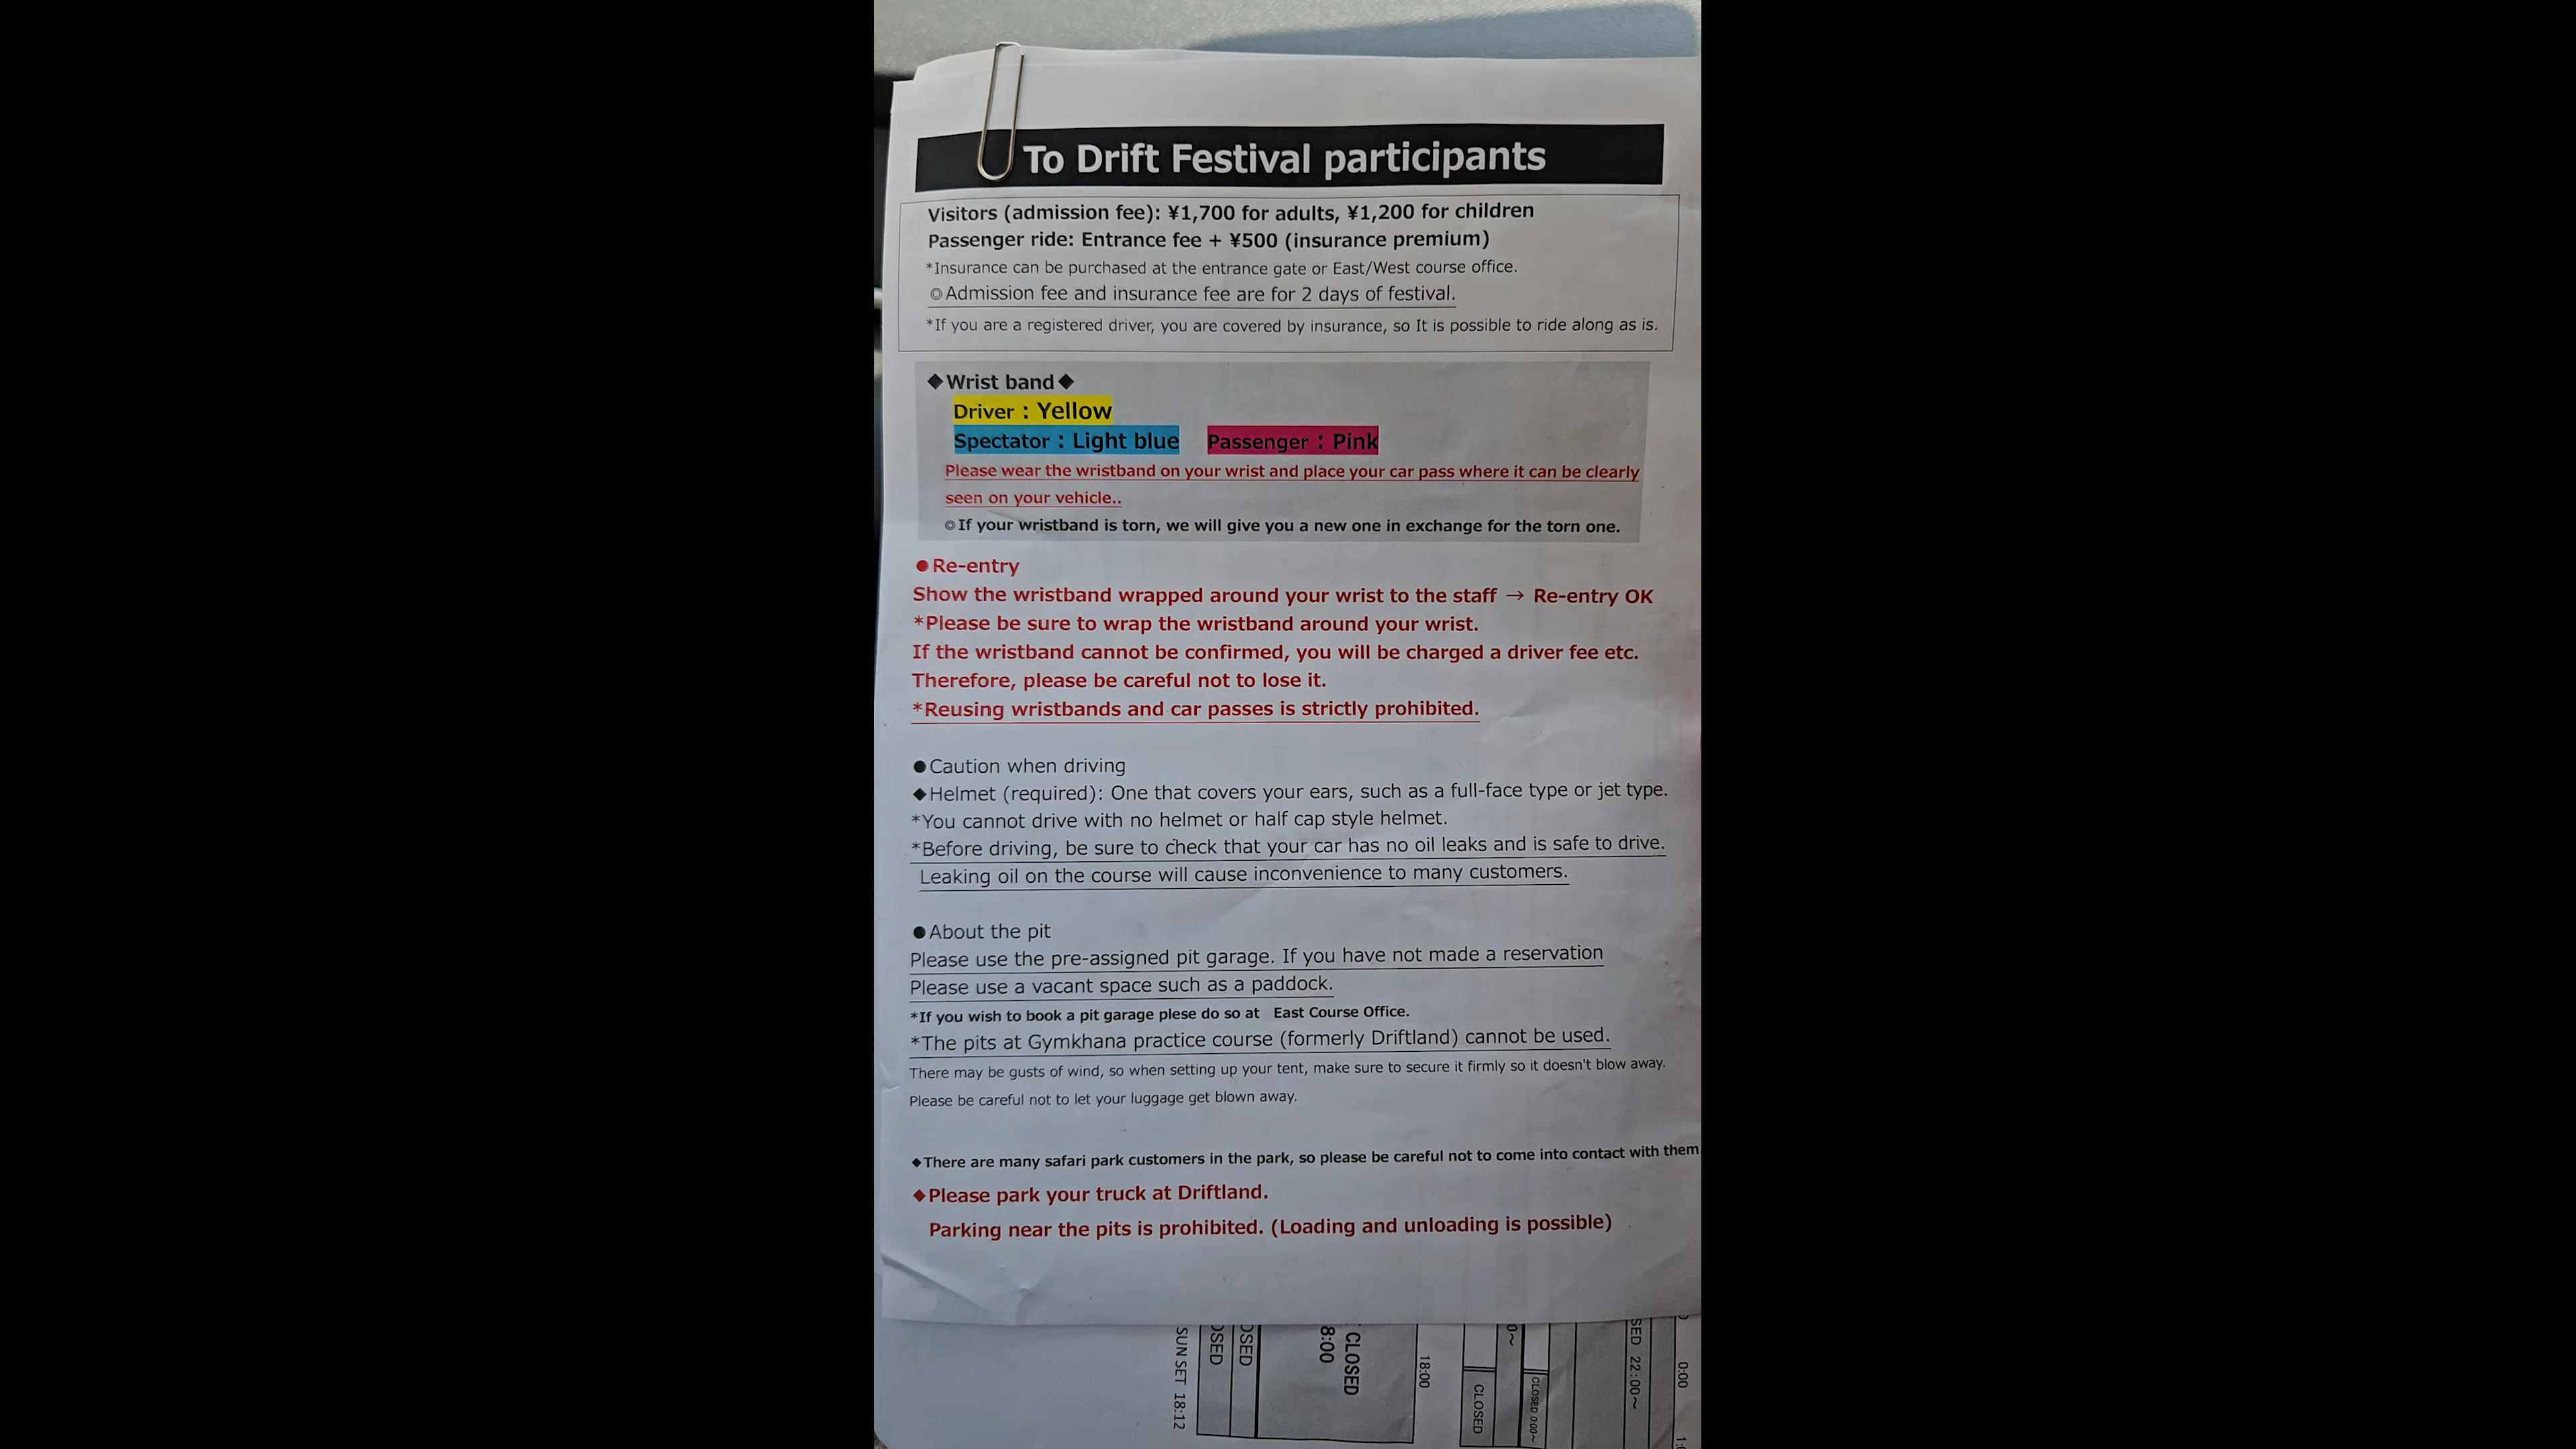 To Drift Festival participants
Visitors (admission fee): ¥1,700 for adults, ¥1,200 for children
Passenger ride: Entrance fee + ¥500 (insurance premium)
*Insurance can be purchased at the entrance gate or East/West course office.
◎Admission fee and insurance fee are for 2 days of festival.
*If you are a registered driver, you are covered by insurance, so It is possible to ride along as is.
◆Wrist band◆
Driver：Yellow
Spectator：Light blue Passenger：Pink
Please wear the wristband on your wrist and place your car pass where it can be clearly
seen on your vehicle..
◎If your wristband is torn, we will give you a new one in exchange for the torn one.
●Re-entry
Show the wristband wrapped around your wrist to the staff → Re-entry OK
*Please be sure to wrap the wristband around your wrist.
If the wristband cannot be confirmed, you will be charged a driver fee etc.
Therefore, please be careful not to lose it.
*Reusing wristbands and car passes is strictly prohibited.
●Caution when driving
◆Helmet (required): One that covers your ears, such as a full-face type or jet type.
*You cannot drive with no helmet or half cap style helmet.
*Before driving, be sure to check that your car has no oil leaks and is safe to drive.
Leaking oil on the course will cause inconvenience to many customers.
●About the pit
Please use the pre-assigned pit garage. If you have not made a reservation
Please use a vacant space such as a paddock.
*If you wish to book a pit garage plese do so at East Course Office.
*The pits at Gymkhana practice course (formerly Driftland) cannot be used.
There may be gusts of wind, so when setting up your tent, make sure to secure it firmly so it doesn't blow away.
Please be careful not to let your luggage get blown away.
◆There are many safari park customers in the park, so please be careful not to come into contact with them.
◆Please park your truck at Driftland.
Parking near the pits is prohibited. (Loading and unloading is possible)
SUN SET 18:12
OSED
OSED
8:00
CLOSED
18:00
CLOSED
0～
CLOSED 0:00～
SED 22:00～
0:00